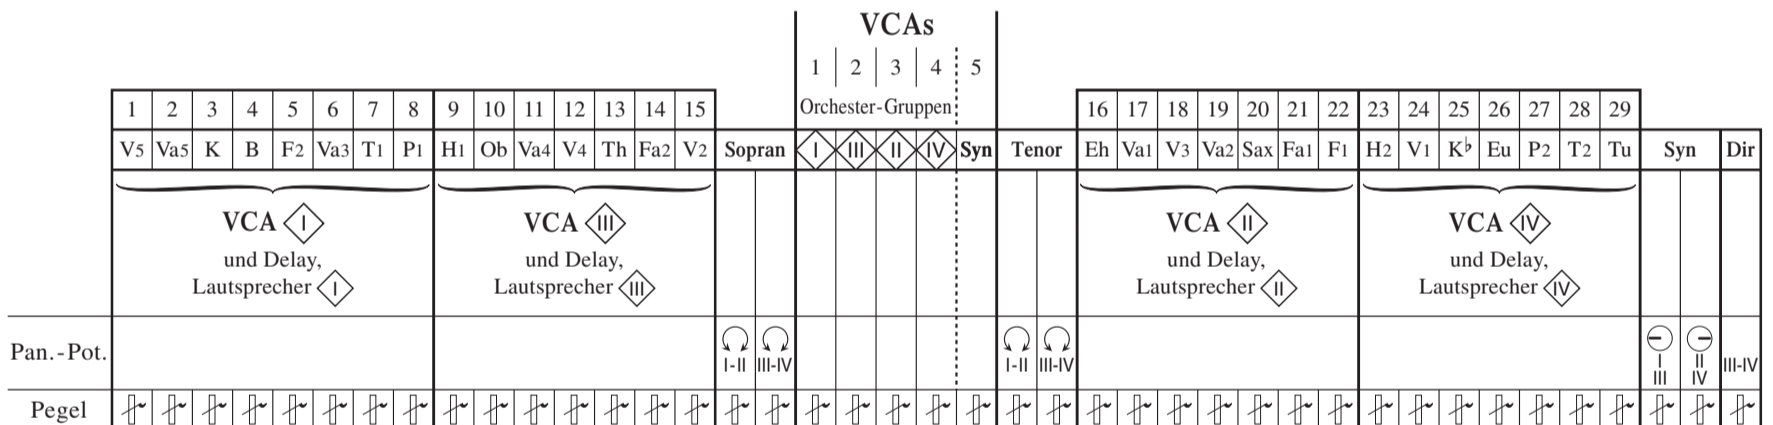 VCAs
1 2 3 4 5
1 2 3 4 5 6 7 8 9 10 11 12 13 14 15 Orchester-Gruppen 16 17 18 19 20 21 22 23 24 25 26 27 28 29
V5 Va5 K B F2 Va3 T1 P1 H1 Ob Va4 V4 Th Fa2 V2 Sopran I III II IV Syn Tenor Eh Va1 V3 Va2 Sax Fa1 F1 H2 V1 K♭ Eu P2 T2 Tu Syn Dir
VCA I VCA III VCA II VCA IV
und Delay, und Delay, und Delay, und Delay,
Lautsprecher I Lautsprecher III Lautsprecher II Lautsprecher IV
Pan.-Pot. I-II III-IV I-II III-IV I II III-IV
III IV
Pegel